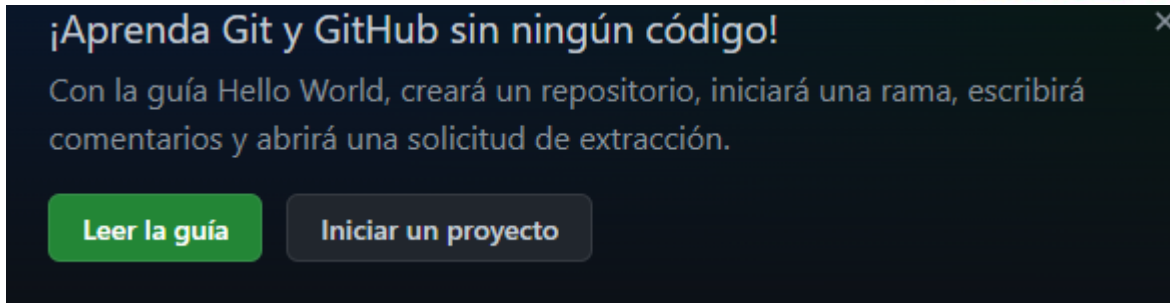 ¡Aprenda Git y GitHub sin ningún código!
Con la guía Hello World, creará un repositorio, iniciará una rama, escribirá
comentarios y abrirá una solicitud de extracción.
Leer la guía
Iniciar un proyecto